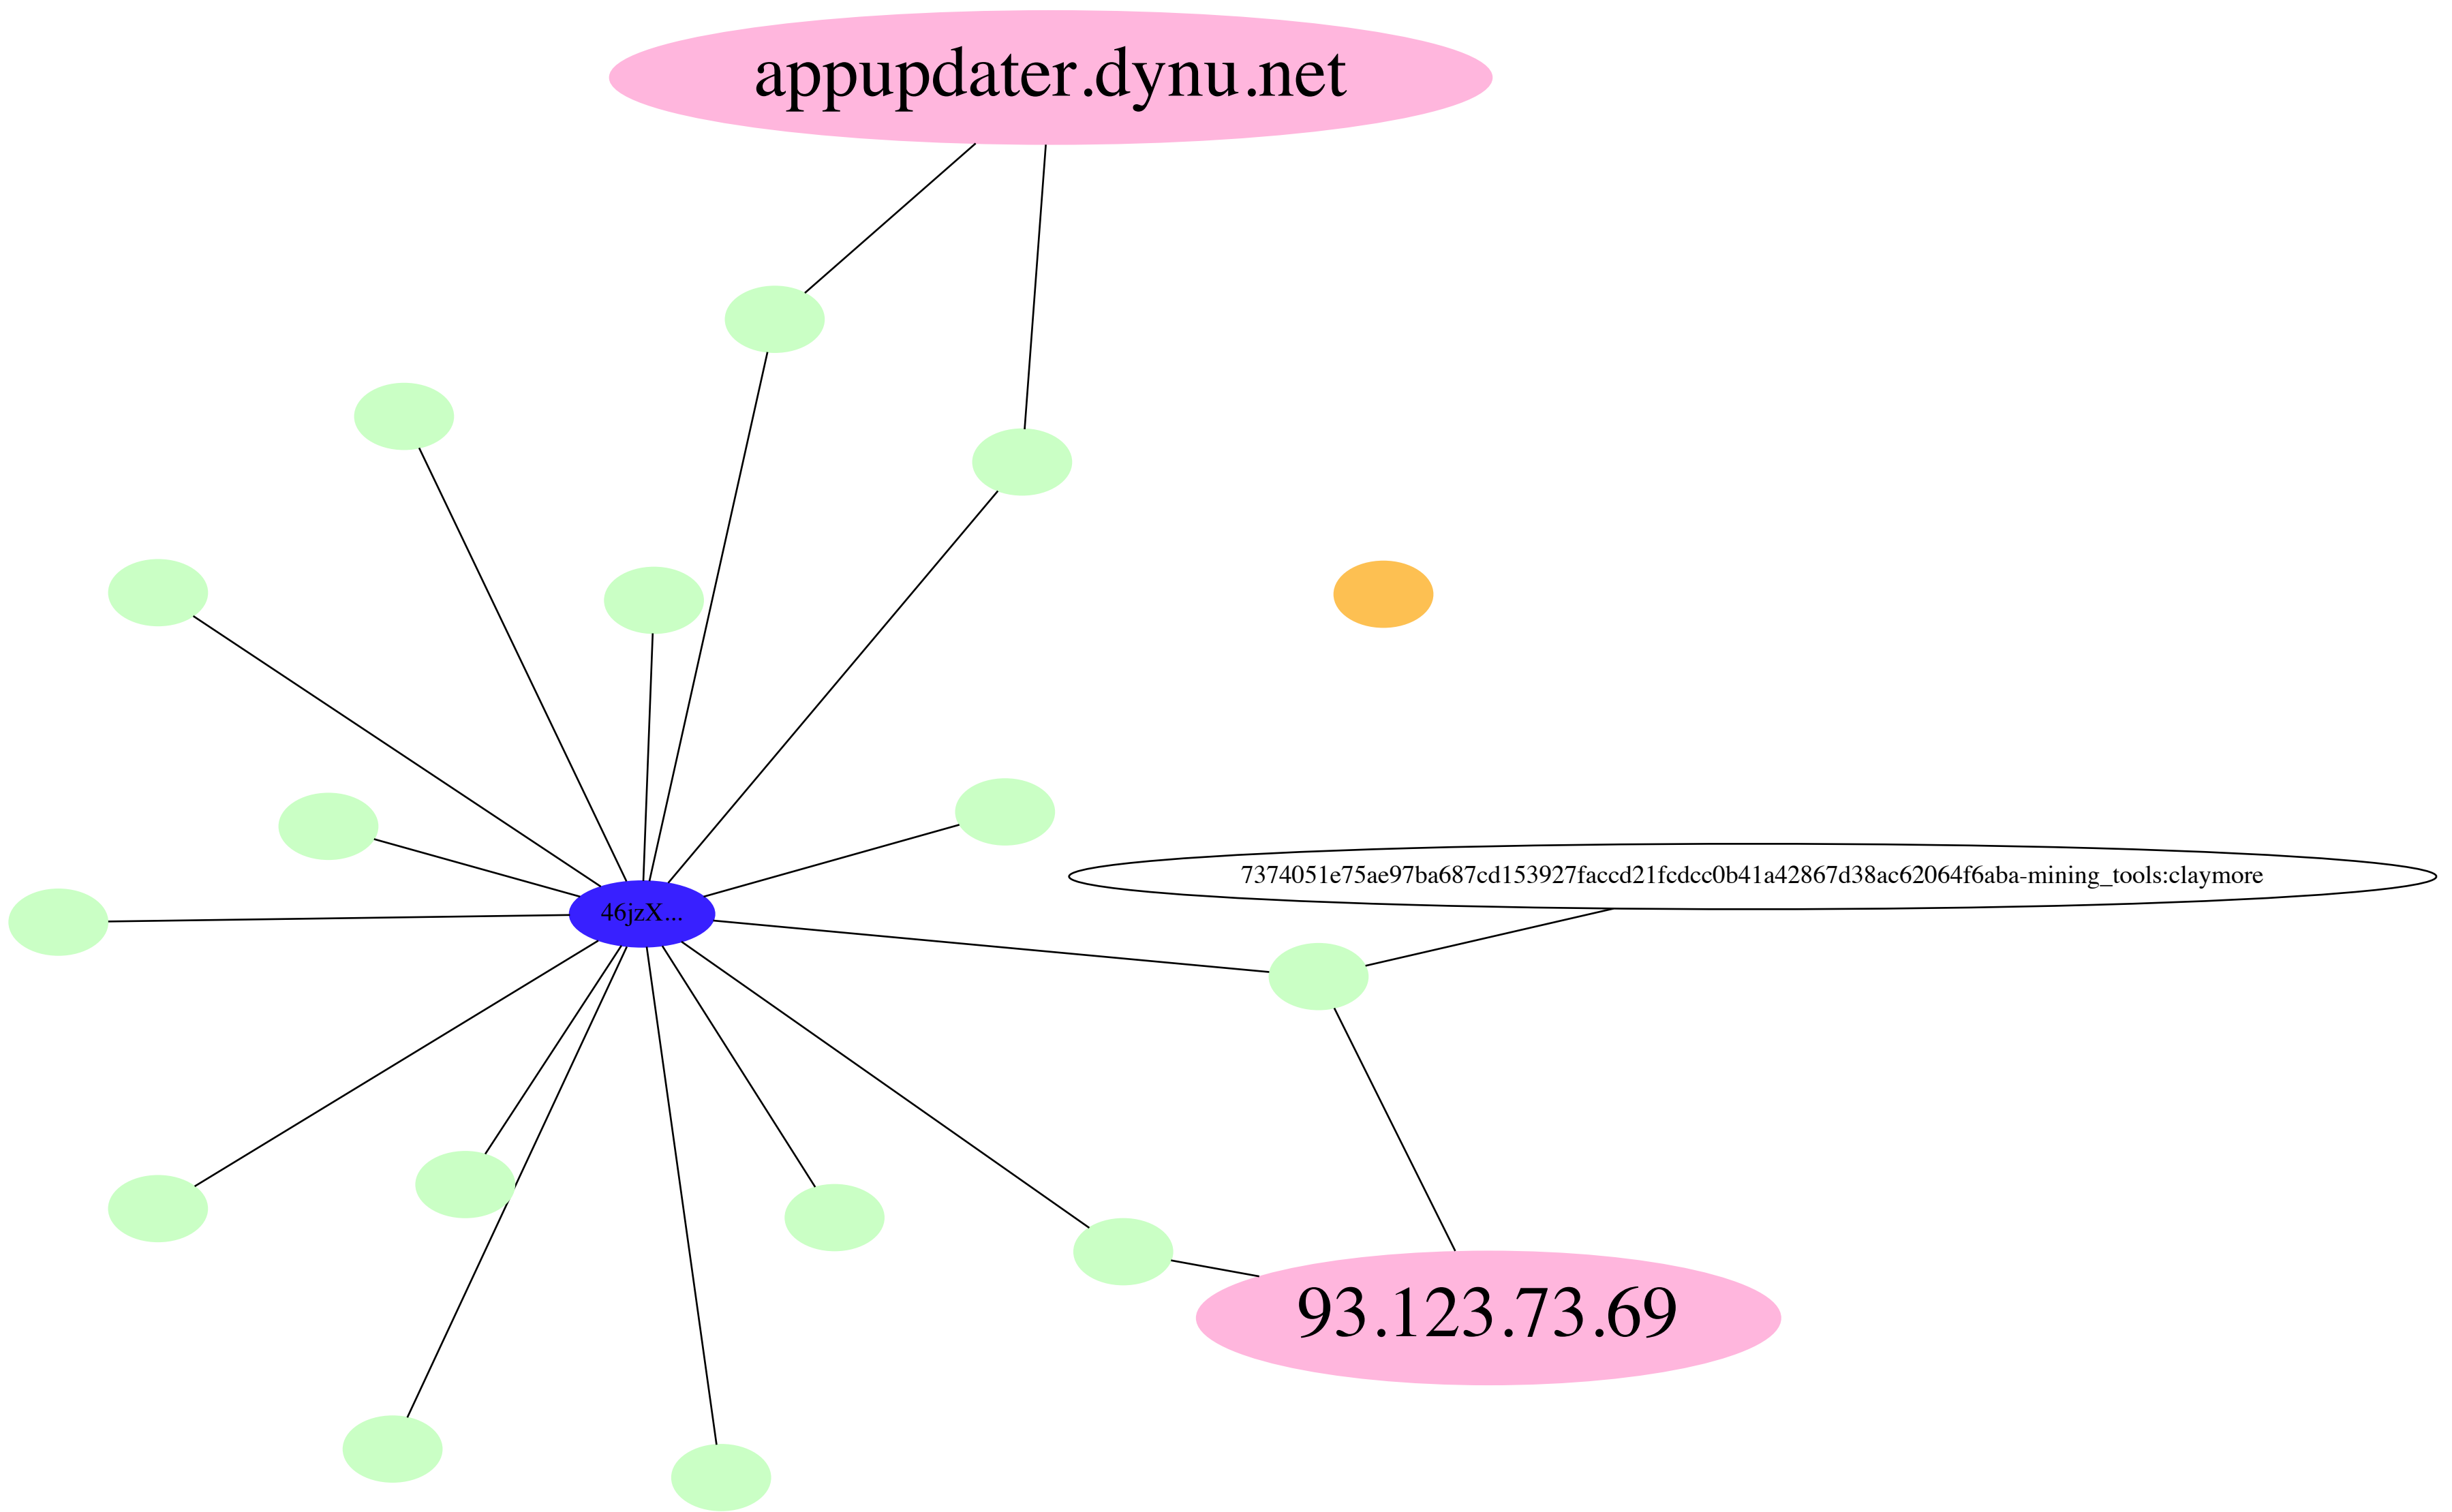 appupdater.dynu.net
7374051e75ae97ba687cd153927faccd21fcdcc0b41a42867d38ac62064f6aba-mining_tools:claymore
46jzX...
93.123.73.69